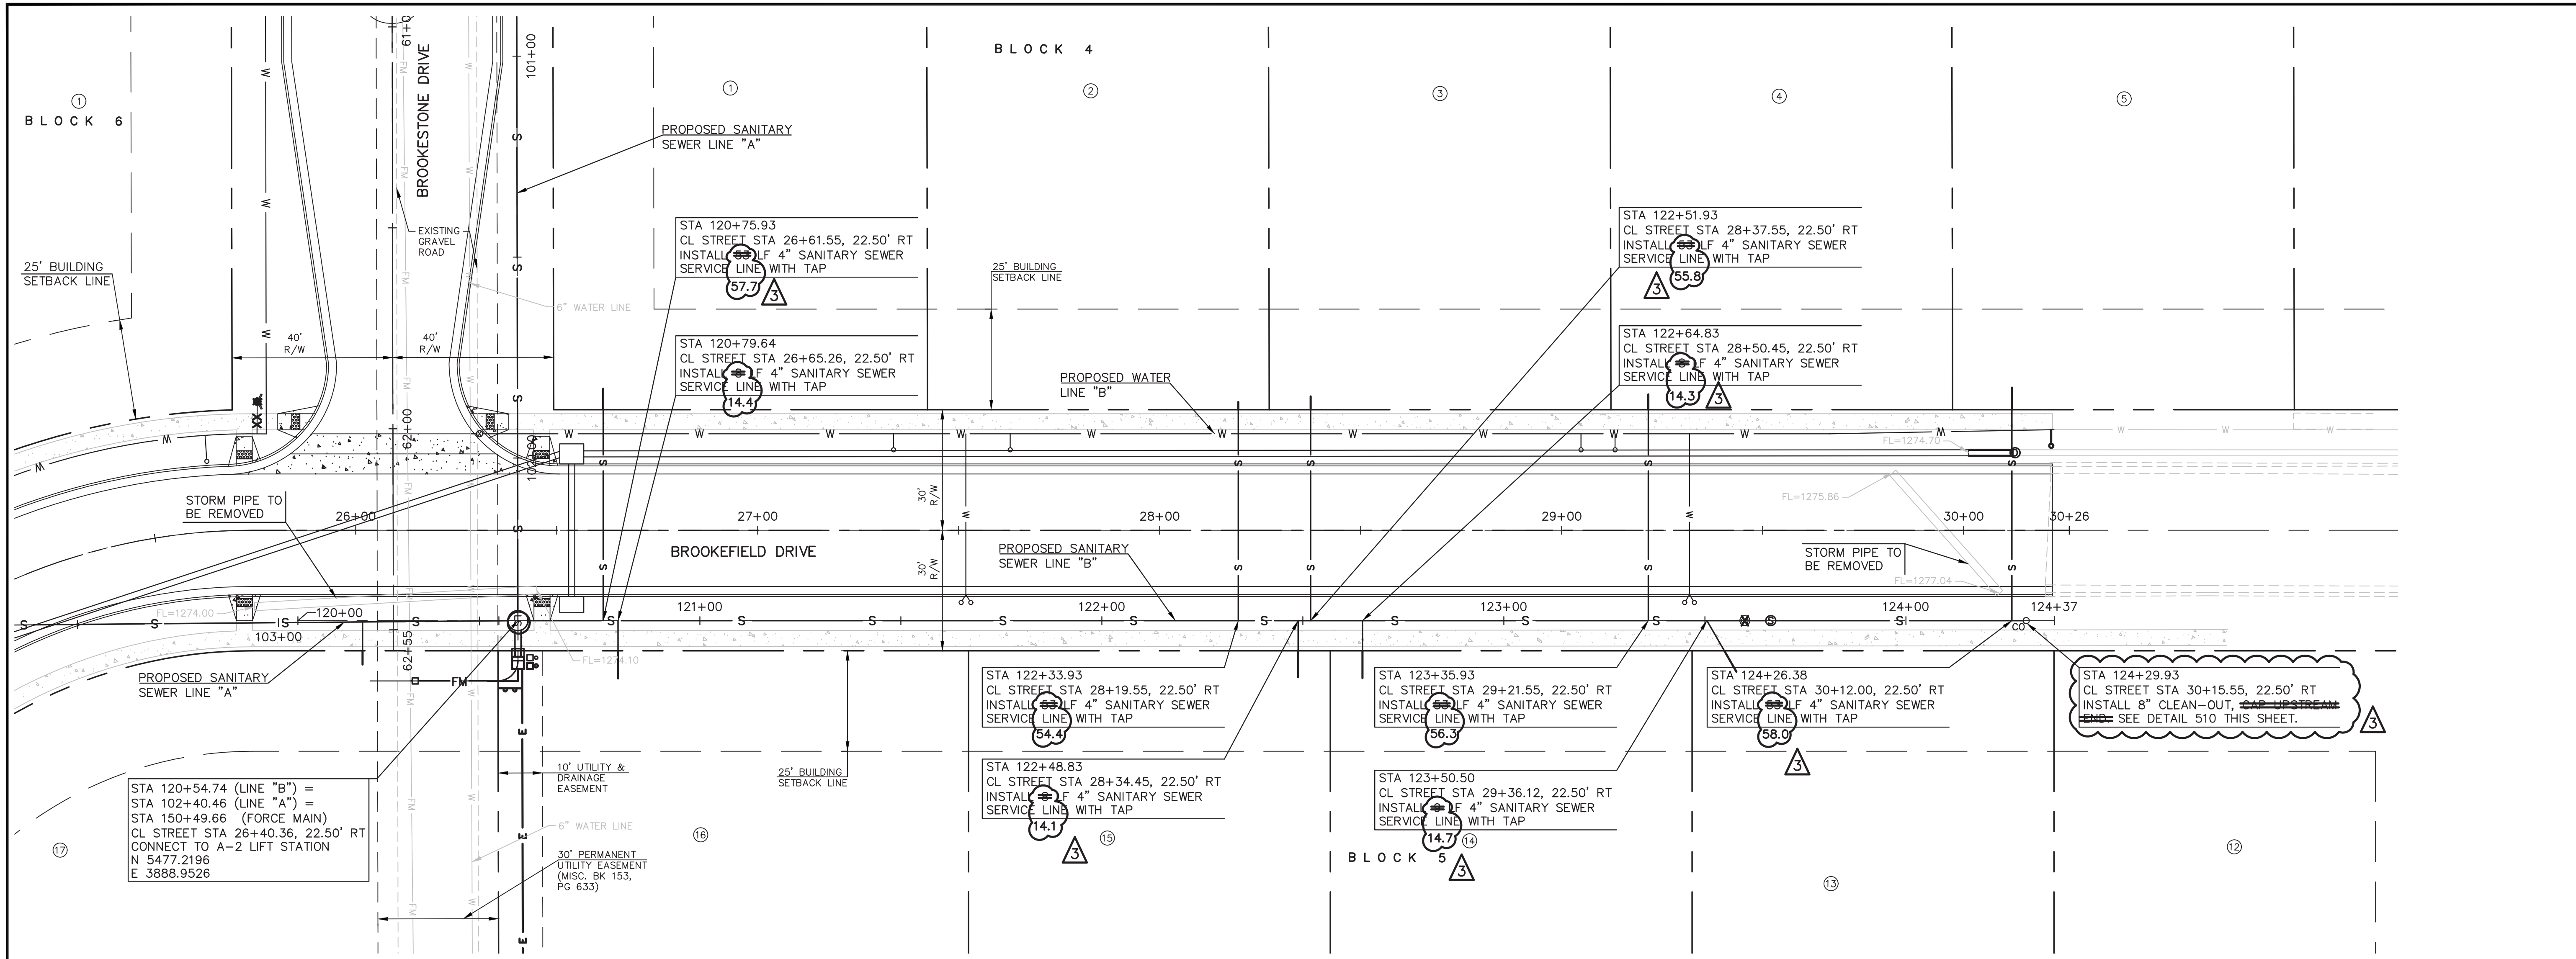 BLOCK 4
BLOCK 6
1
1
2
3
4
5
61+0
BROOKESTONE DRIVE
101+00
PROPOSED SANITARY
SEWER LINE "A"
EXISTING
GRAVEL
ROAD
25' BUILDING
SETBACK LINE
6" WATER LINE
40'
R/W
40'
R/W
STA 120+75.93
CL STREET STA 26+61.55, 22.50' RT
INSTALL 53 LF 4" SANITARY SEWER
SERVICE LINE WITH TAP
57.7
3
STA 120+79.64
CL STREET STA 26+65.26, 22.50' RT
INSTALL LF 4" SANITARY SEWER
SERVICE LINE WITH TAP
14.4
25' BUILDING
SETBACK LINE
PROPOSED WATER
LINE "B"
STA 122+51.93
CL STREET STA 28+37.55, 22.50' RT
INSTALL 53 LF 4" SANITARY SEWER
SERVICE LINE WITH TAP
55.8
3
STA 122+64.83
CL STREET STA 28+50.45, 22.50' RT
INSTALL LF 4" SANITARY SEWER
SERVICE LINE WITH TAP
14.3
3
62+00
W W W W W W W W W W
FL=1274.70
STORM PIPE TO
BE REMOVED
30'
R/W
FL=1275.86
26+00
27+00
28+00
29+00
30+00
30+26
BROOKEFIELD DRIVE
PROPOSED SANITARY
SEWER LINE "B"
30'
R/W
STORM PIPE TO
BE REMOVED
FL=1277.04
FL=1274.00
120+00
121+00
122+00
123+00
124+00
124+37
103+00
CO
62+55
FL=1274.10
FM
PROPOSED SANITARY
SEWER LINE "A"
STA 122+33.93
CL STREET STA 28+19.55, 22.50' RT
INSTALL 53 LF 4" SANITARY SEWER
SERVICE LINE WITH TAP
54.4
STA 123+35.93
CL STREET STA 29+21.55, 22.50' RT
INSTALL 53 LF 4" SANITARY SEWER
SERVICE LINE WITH TAP
56.3
STA 124+26.38
CL STREET STA 30+12.00, 22.50' RT
INSTALL 53 LF 4" SANITARY SEWER
SERVICE LINE WITH TAP
58.0
3
STA 124+29.93
CL STREET STA 30+15.55, 22.50' RT
INSTALL 8" CLEAN-OUT, CAP UPSTREAM
END. SEE DETAIL 510 THIS SHEET.
3
STA 122+48.83
CL STREET STA 28+34.45, 22.50' RT
INSTALL LF 4" SANITARY SEWER
SERVICE LINE WITH TAP
14.1
3
STA 123+50.50
CL STREET STA 29+36.12, 22.50' RT
INSTALL LF 4" SANITARY SEWER
SERVICE LINE WITH TAP
14.7
3
STA 120+54.74 (LINE "B") =
STA 102+40.46 (LINE "A") =
STA 150+49.66 (FORCE MAIN)
CL STREET STA 26+40.36, 22.50' RT
CONNECT TO A-2 LIFT STATION
N 5477.2196
E 3888.9526
10' UTILITY &
DRAINAGE
EASEMENT
25' BUILDING
SETBACK LINE
6" WATER LINE
30' PERMANENT
UTILITY EASEMENT
(MISC. BK 153,
PG 633)
17
16
15
14
BLOCK 5
13
12